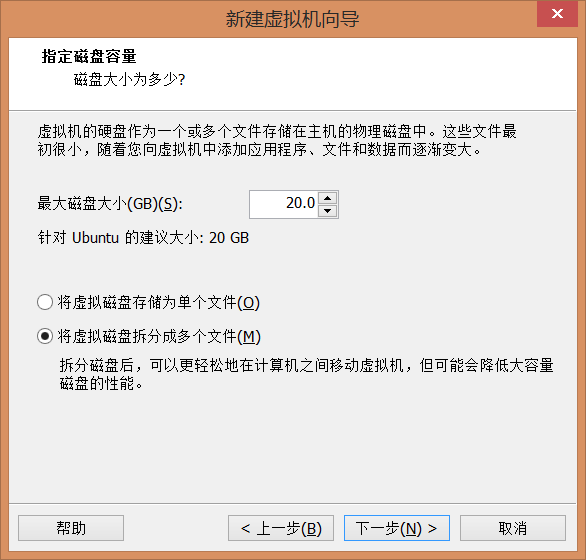 新建虚拟机向导
指定磁盘容量
磁盘大小为多少?
虚拟机的硬盘作为一个或多个文件存储在主机的物理磁盘中。这些文件最
初很小，随着您向虚拟机中添加应用程序、文件和数据而逐渐变大。
最大磁盘大小(GB)(S): 20.0
针对 Ubuntu 的建议大小: 20 GB
将虚拟磁盘存储为单个文件(O)
将虚拟磁盘拆分成多个文件(M)
拆分磁盘后，可以更轻松地在计算机之间移动虚拟机，但可能会降低大容量
磁盘的性能。
帮助 < 上一步(B) 下一步(N) > 取消